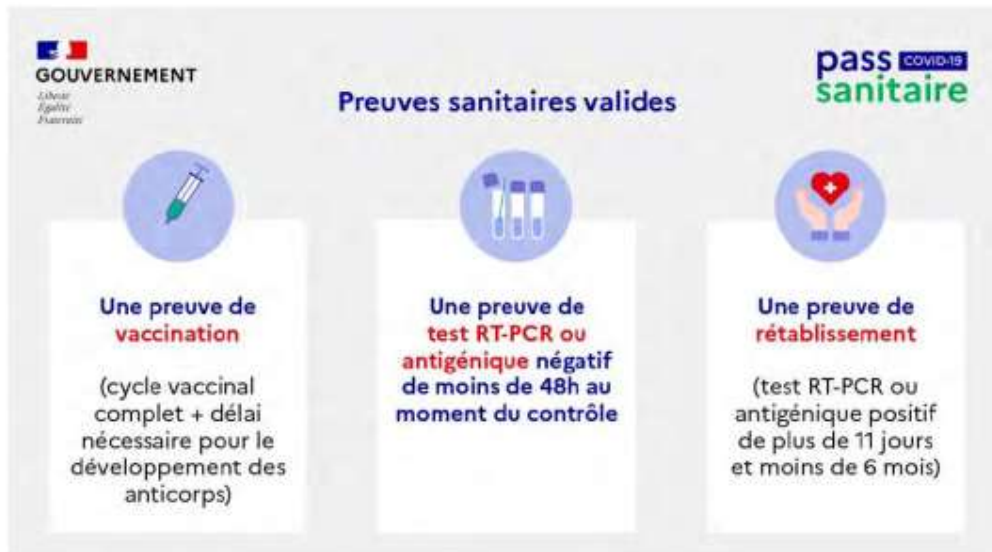 GOUVERNEMENT
Liberté
Égalité
Fraternité
pass COVID-19
sanitaire
Preuves sanitaires valides
Une preuve de
vaccination
(cycle vaccinal
complet + délai
nécessaire pour le
développement des
anticorps)
Une preuve de
test RT-PCR ou
antigénique négatif
de moins de 48h au
moment du contrôle
Une preuve de
rétablissement
(test RT-PCR ou
antigénique positif
de plus de 11 jours
et moins de 6 mois)